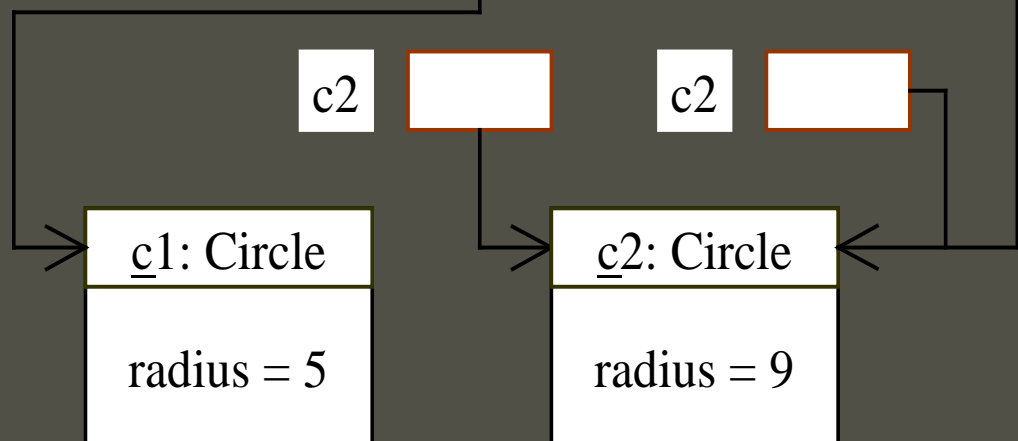 c2
c2
c1: Circle
c2: Circle
radius = 5
radius = 9